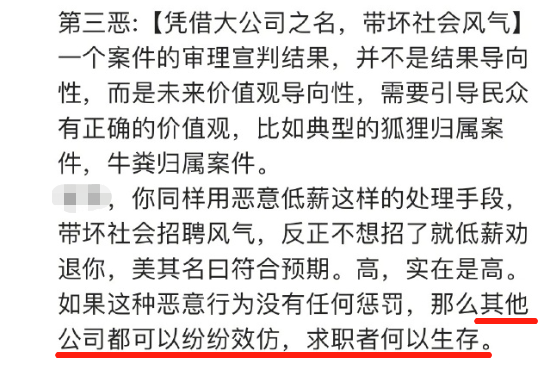 第三恶:【凭借大公司之名，带坏社会风气】
一个案件的审理宣判结果，并不是结果导向
性，而是未来价值观导向性，需要引导民众
有正确的价值观，比如典型的狐狸归属案
件，牛粪归属案件。
，你同样用恶意低薪这样的处理手段，
带坏社会招聘风气，反正不想招了就低薪劝
退你，美其名曰符合预期。高，实在是高。
如果这种恶意行为没有任何惩罚，那么其他
公司都可以纷纷效仿，求职者何以生存。